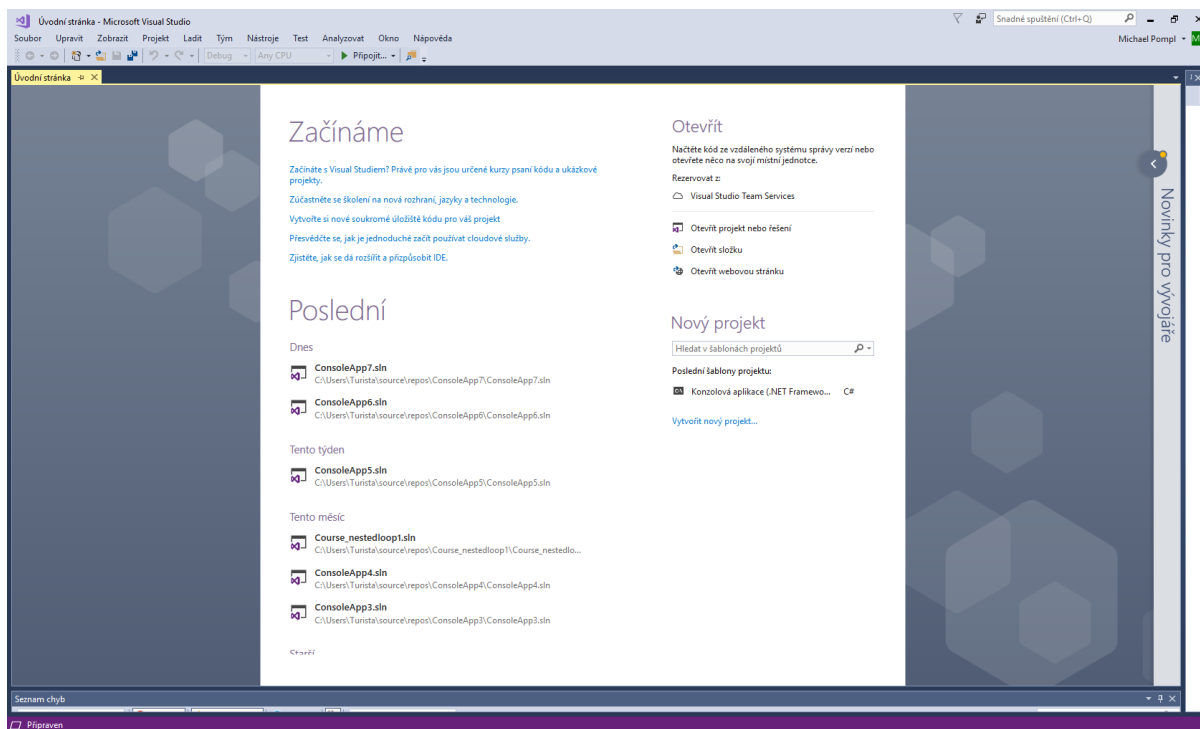 Úvodní stránka - Microsoft Visual Studio
Snadné spuštění (Ctrl+Q)
Soubor Upravit Zobrazit Projekt Ladit Tým Nástroje Test Analyzovat Okno Nápověda
Michael Pompl
Debug Any CPU Připojit...
Úvodní stránka
Začínáme
Začínáte s Visual Studiem? Právě pro vás jsou určené kurzy psaní kódu a ukázkové
projekty.
Zúčastněte se školení na nová rozhraní, jazyky a technologie.
Vytvořte si nové soukromé úložiště kódu pro váš projekt
Přesvědčte se, jak je jednoduché začít používat cloudové služby.
Zjistěte, jak se dá rozšířit a přizpůsobit IDE.
Poslední
Dnes
ConsoleApp7.sln
C:\Users\Turista\source\repos\ConsoleApp7\ConsoleApp7.sln
ConsoleApp6.sln
C:\Users\Turista\source\repos\ConsoleApp6\ConsoleApp6.sln
Tento týden
ConsoleApp5.sln
C:\Users\Turista\source\repos\ConsoleApp5\ConsoleApp5.sln
Tento měsíc
Course_nestedloop1.sln
C:\Users\Turista\source\repos\Course_nestedloop1\Course_nestedlo...
ConsoleApp4.sln
C:\Users\Turista\source\repos\ConsoleApp4\ConsoleApp4.sln
ConsoleApp3.sln
C:\Users\Turista\source\repos\ConsoleApp3\ConsoleApp3.sln
Starší
Otevřít
Načtěte kód ze vzdáleného systému správy verzí nebo
otevřete něco na svojí místní jednotce.
Rezervovat z:
Visual Studio Team Services
Otevřít projekt nebo řešení
Otevřít složku
Otevřít webovou stránku
Nový projekt
Hledat v šablonách projektů
Poslední šablony projektu:
Konzolová aplikace (.NET Framewo... C#
Vytvořit nový projekt...
Novinky pro vývojáře
Seznam chyb
Připraven